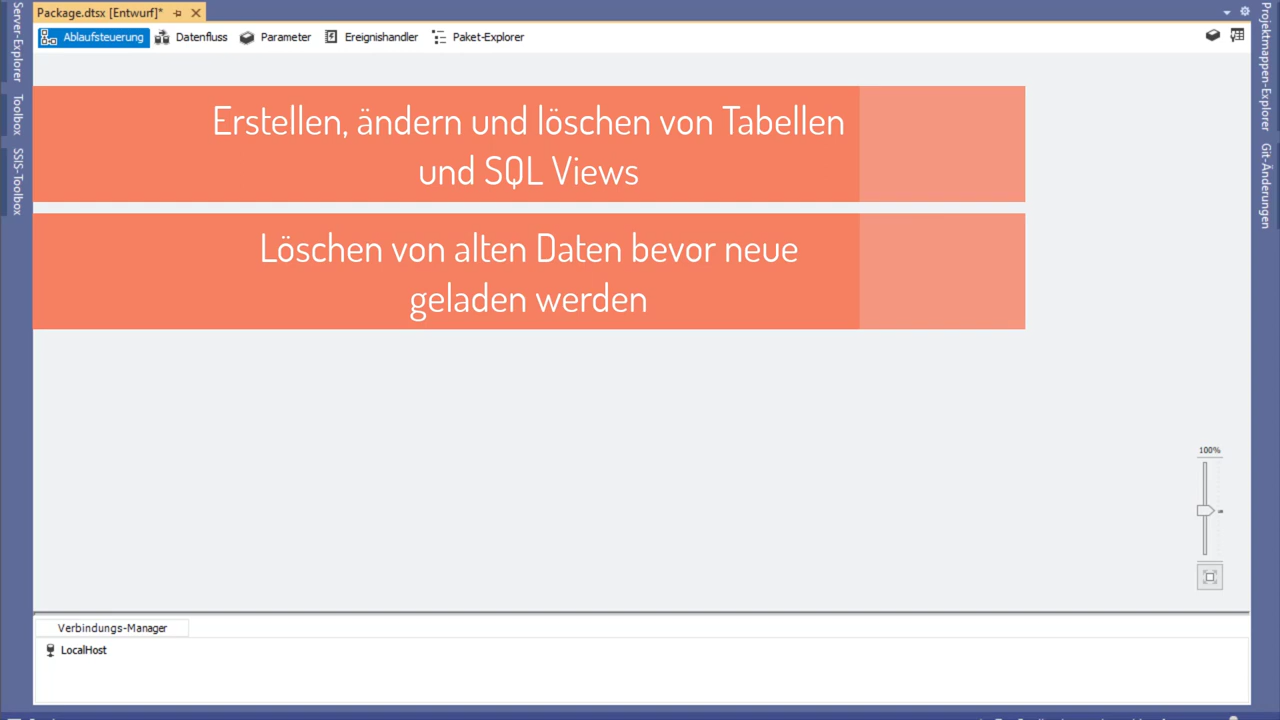 Package.dtsx [Entwurf]*
Ablaufsteuerung Datenfluss Parameter Ereignishandler Paket-Explorer
Server-Explorer
Toolbox
SSIS-Toolbox
Erstellen, ändern und löschen von Tabellen
und SQL Views
Löschen von alten Daten bevor neue
geladen werden
100%
Verbindungs-Manager
LocalHost
Projektmappen-Explorer
Git-Änderungen